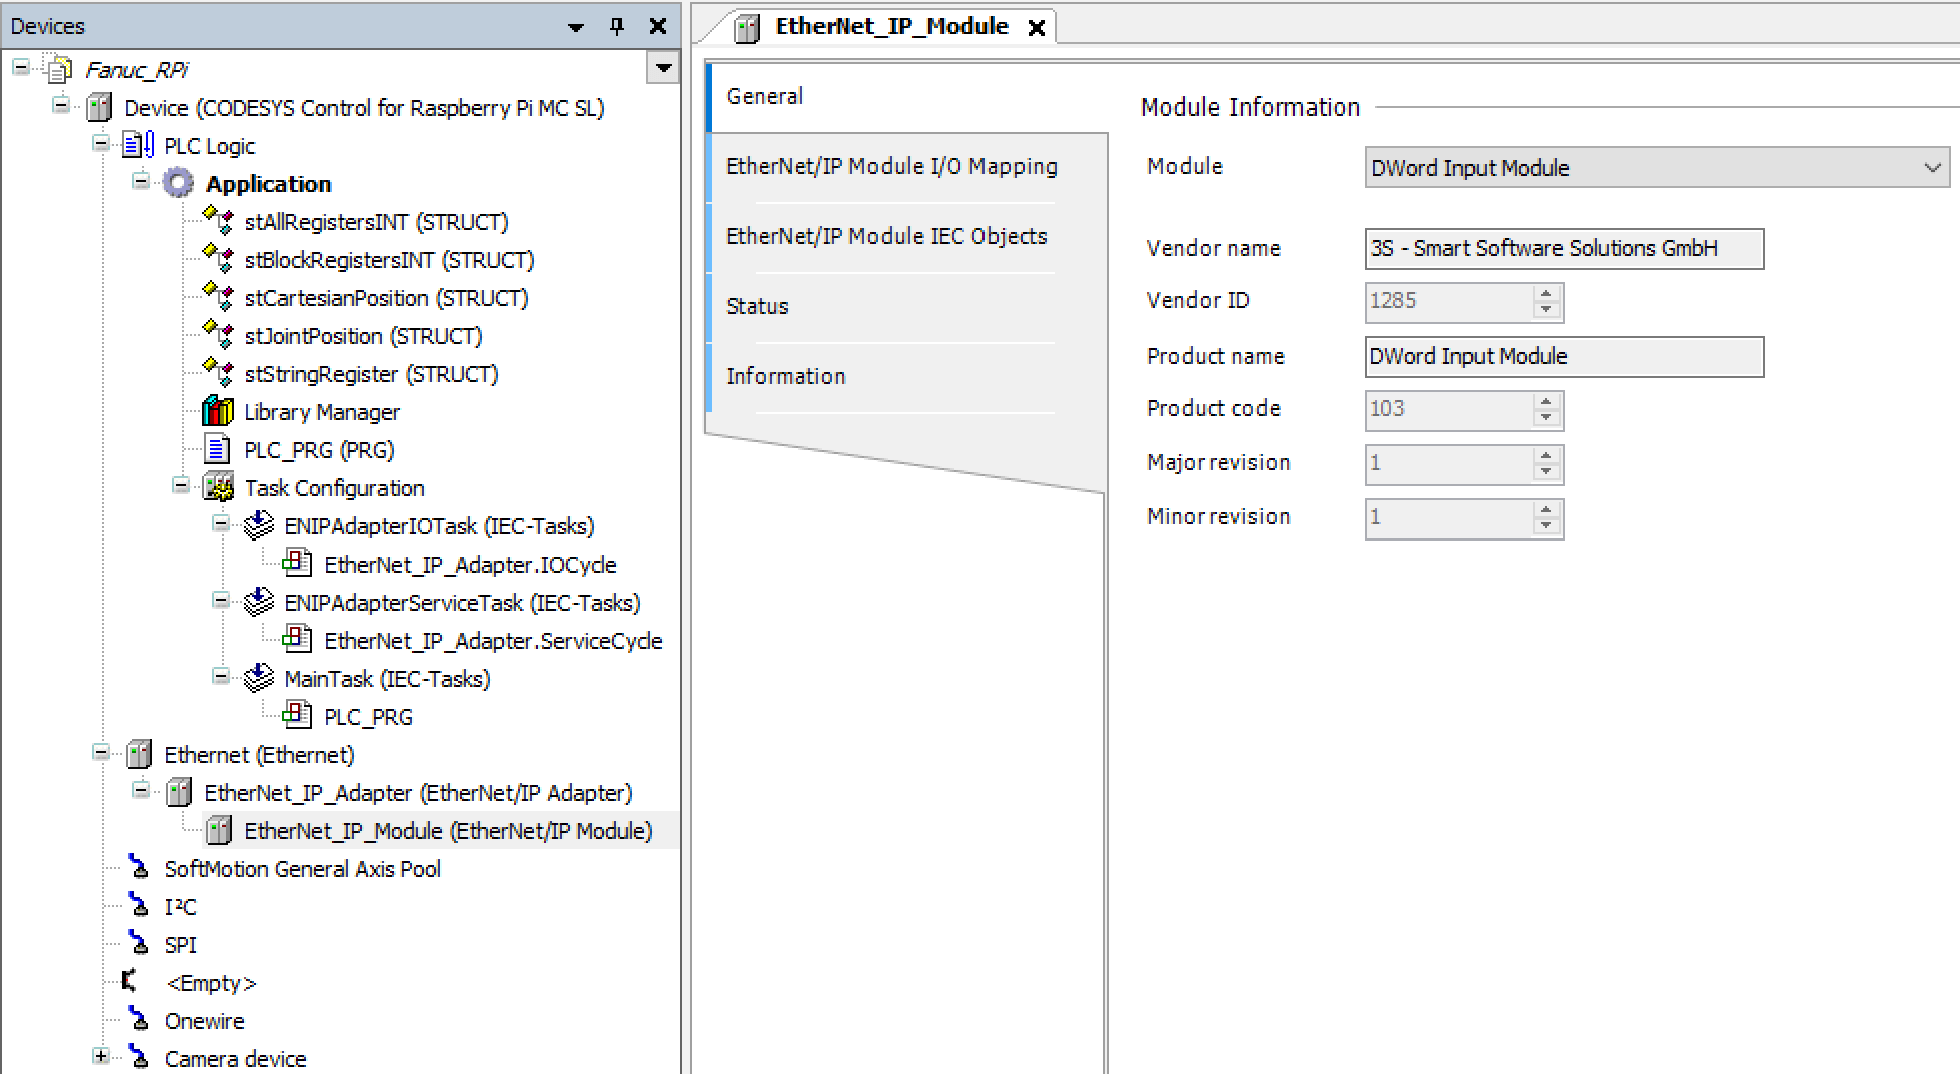 Devices
Fanuc_RPi
Device (CODESYS Control for Raspberry Pi MC SL)
PLC Logic
Application
stAllRegistersINT (STRUCT)
stBlockRegistersINT (STRUCT)
stCartesianPosition (STRUCT)
stJointPosition (STRUCT)
stStringRegister (STRUCT)
Library Manager
PLC_PRG (PRG)
Task Configuration
ENIPAdapterIOTask (IEC-Tasks)
EtherNet_IP_Adapter.IOCycle
ENIPAdapterServiceTask (IEC-Tasks)
EtherNet_IP_Adapter.ServiceCycle
MainTask (IEC-Tasks)
PLC_PRG
Ethernet (Ethernet)
EtherNet_IP_Adapter (EtherNet/IP Adapter)
EtherNet_IP_Module (EtherNet/IP Module)
SoftMotion General Axis Pool
I²C
SPI
<Empty>
Onewire
Camera device
EtherNet_IP_Module
General
EtherNet/IP Module I/O Mapping
EtherNet/IP Module IEC Objects
Status
Information
Module Information
Module DWord Input Module
Vendor name 3S - Smart Software Solutions GmbH
Vendor ID 1285
Product name DWord Input Module
Product code 103
Major revision 1
Minor revision 1